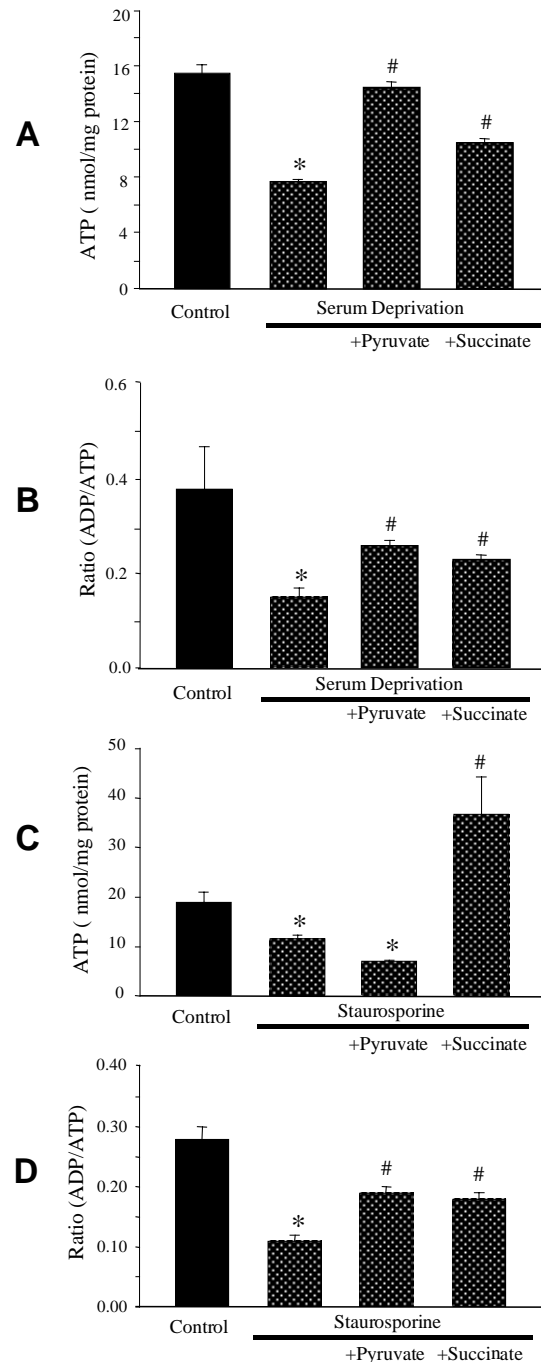 A
ATP ( nmol/mg protein)
20
16
12
8
4
0
*
#
#
Control
Serum Deprivation
+Pyruvate +Succinate
B
Ratio (ADP/ATP)
0.6
0.4
0.2
0.0
*
#
#
Control
Serum Deprivation
+Pyruvate +Succinate
C
ATP ( nmol/mg protein)
50
40
30
20
10
0
*
*
#
Control
Staurosporine
+Pyruvate +Succinate
D
Ratio (ADP/ATP)
0.40
0.30
0.20
0.10
0.00
*
#
#
Control
Staurosporine
+Pyruvate +Succinate